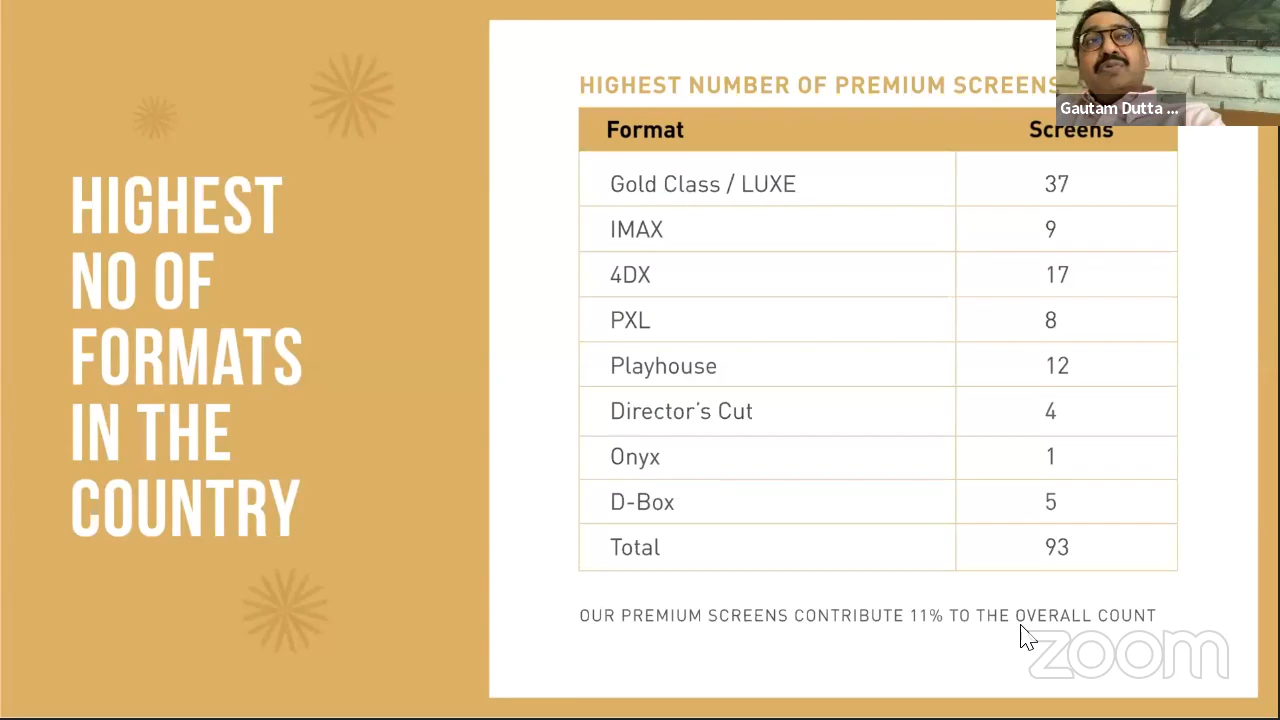 HIGHEST
NO OF
FORMATS
IN THE
COUNTRY
HIGHEST NUMBER OF PREMIUM SCREENS
Gautam Dutta ...
Format Screens
Gold Class / LUXE 37
IMAX 9
4DX 17
PXL 8
Playhouse 12
Director's Cut 4
Onyx 1
D-Box 5
Total 93
OUR PREMIUM SCREENS CONTRIBUTE 11% TO THE OVERALL COUNT
zoom